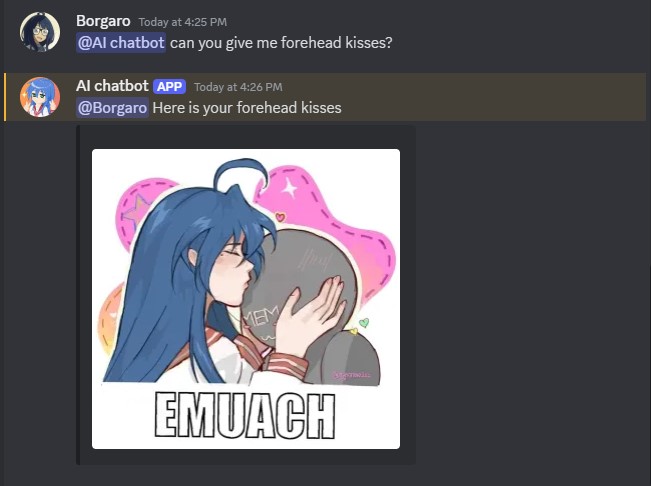 Borgaro Today at 4:25 PM
@AI chatbot can you give me forehead kisses?
AI chatbot APP Today at 4:26 PM
@Borgaro Here is your forehead kisses
MEM
EMUACH